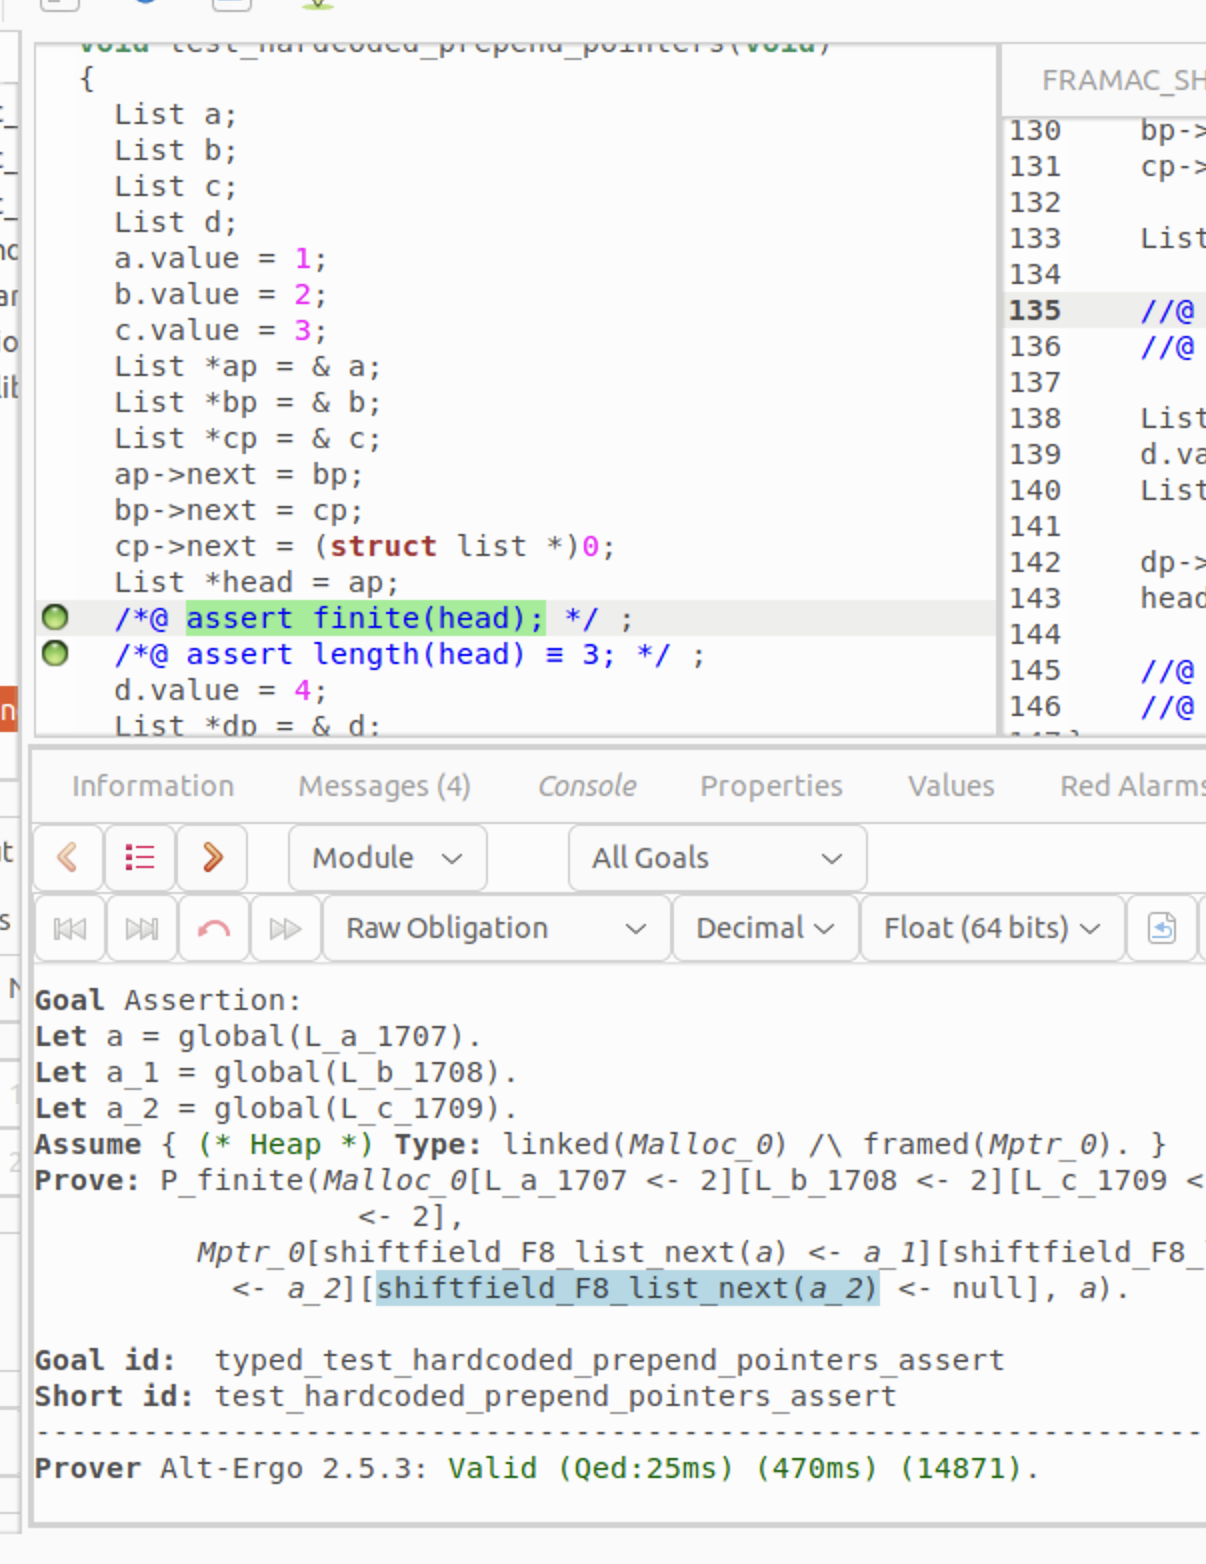 void test_hardcoded_prepend_pointers(void)
{
List a;
List b;
List c;
List d;
a.value = 1;
b.value = 2;
c.value = 3;
List *ap = & a;
List *bp = & b;
List *cp = & c;
ap->next = bp;
bp->next = cp;
cp->next = (struct list *)0;
List *head = ap;
/*@ assert finite(head); */ ;
/*@ assert length(head) ≡ 3; */ ;
d.value = 4;
List *dp = & d;
FRAMAC_SH
130 bp->
131 cp->
132
133 List
134
135 //@
136 //@
137
138 List
139 d.va
140 List
141
142 dp->
143 head
144
145 //@
146 //@
147 }
Information Messages (4) Console Properties Values Red Alarms
Module All Goals
Raw Obligation Decimal Float (64 bits)
Goal Assertion:
Let a = global(L_a_1707).
Let a_1 = global(L_b_1708).
Let a_2 = global(L_c_1709).
Assume { (* Heap *) Type: linked(Malloc_0) /\ framed(Mptr_0). }
Prove: P_finite(Malloc_0[L_a_1707 <- 2][L_b_1708 <- 2][L_c_1709 <
<- 2],
Mptr_0[shiftfield_F8_list_next(a) <- a_1][shiftfield_F8_
<- a_2][shiftfield_F8_list_next(a_2) <- null], a).
Goal id: typed_test_hardcoded_prepend_pointers_assert
Short id: test_hardcoded_prepend_pointers_assert
--------------------------------------------------------------------
Prover Alt-Ergo 2.5.3: Valid (Qed:25ms) (470ms) (14871).